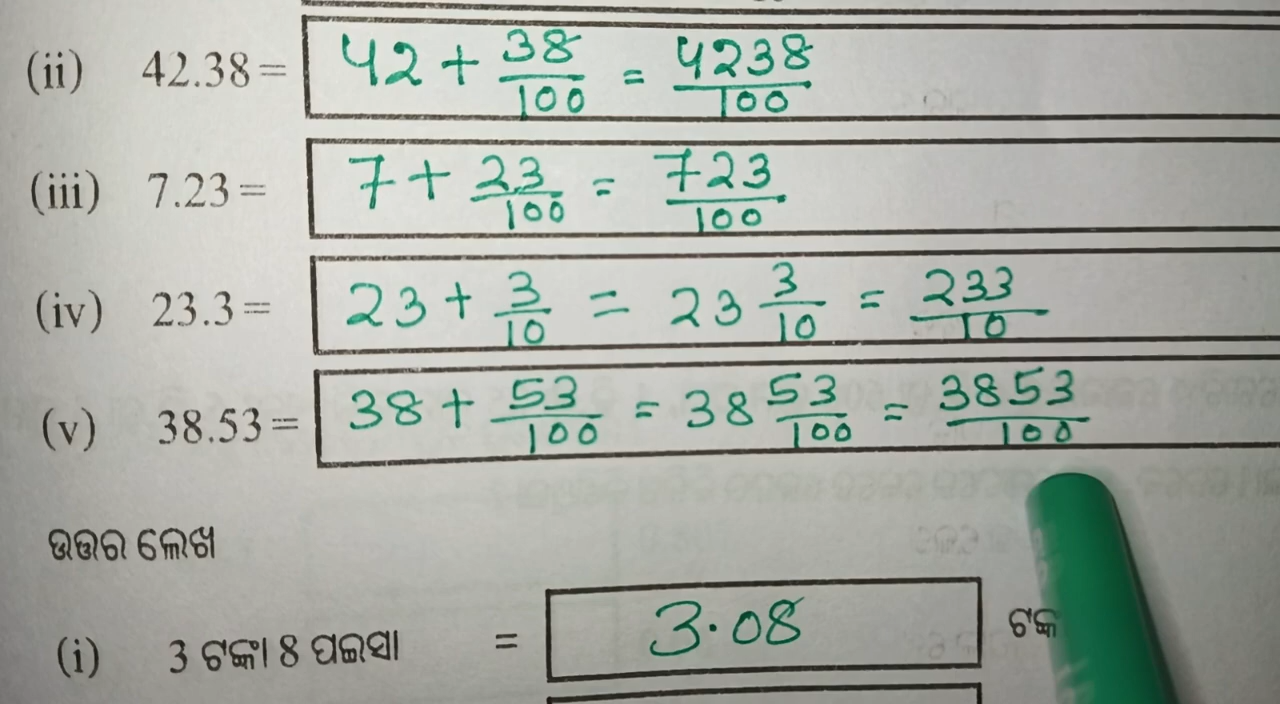 (ii) 42.38 = 42 + 38/100 = 4238/100
(iii) 7.23 = 7 + 23/100 = 723/100
(iv) 23.3 = 23 + 3/10 = 23 3/10 = 233/10
(v) 38.53 = 38 + 53/100 = 38 53/100 = 3853/100
ଉତ୍ତର ଲେଖ
(i) 3 ଟଙ୍କା 8 ପଇସା = 3.08 ଟଙ୍କ